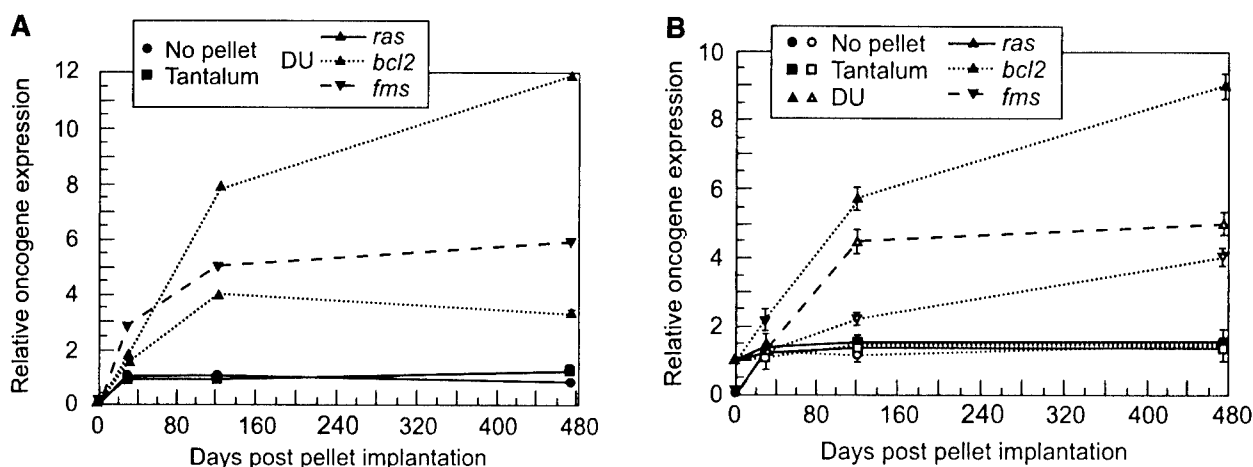 A
No pellet
Tantalum
DU
ras
bcl2
fms
Relative oncogene expression
12
10
8
6
4
2
0
0 80 160 240 320 400 480
Days post pellet implantation
B
No pellet
Tantalum
DU
ras
bcl2
fms
Relative oncogene expression
10
8
6
4
2
0
0 80 160 240 320 400 480
Days post pellet implantation